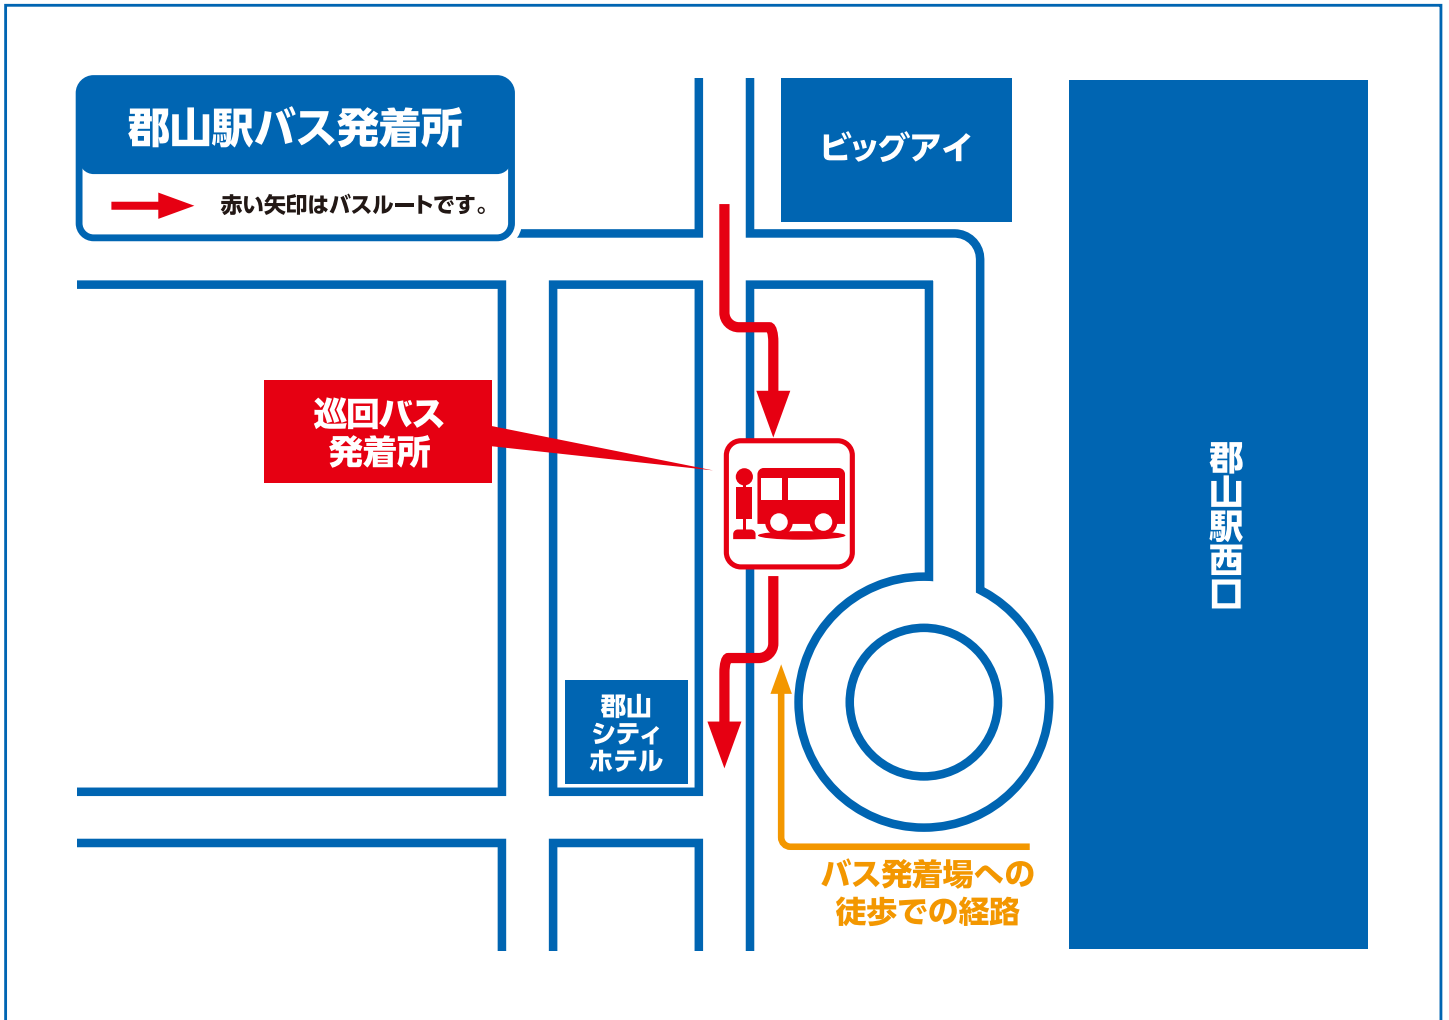 郡山駅バス発着所
赤い矢印はバスルートです。
ビッグアイ
巡回バス
発着所
郡山駅西口
郡山
シティ
ホテル
バス発着場への
徒歩での経路